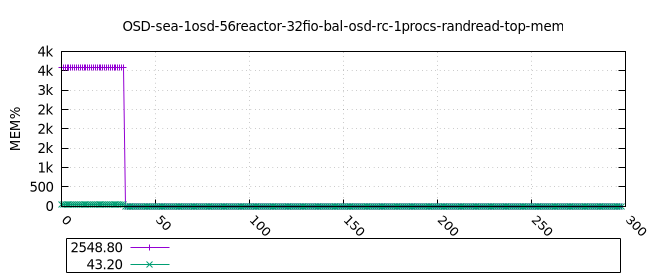 OSD-sea-1osd-56reactor-32fio-bal-osd-rc-1procs-randread-top-mem
4k
4k
3k
2k
2k
2k
1k
500
0
MEM%
0 50 100 150 200 250 300
2548.80
43.20